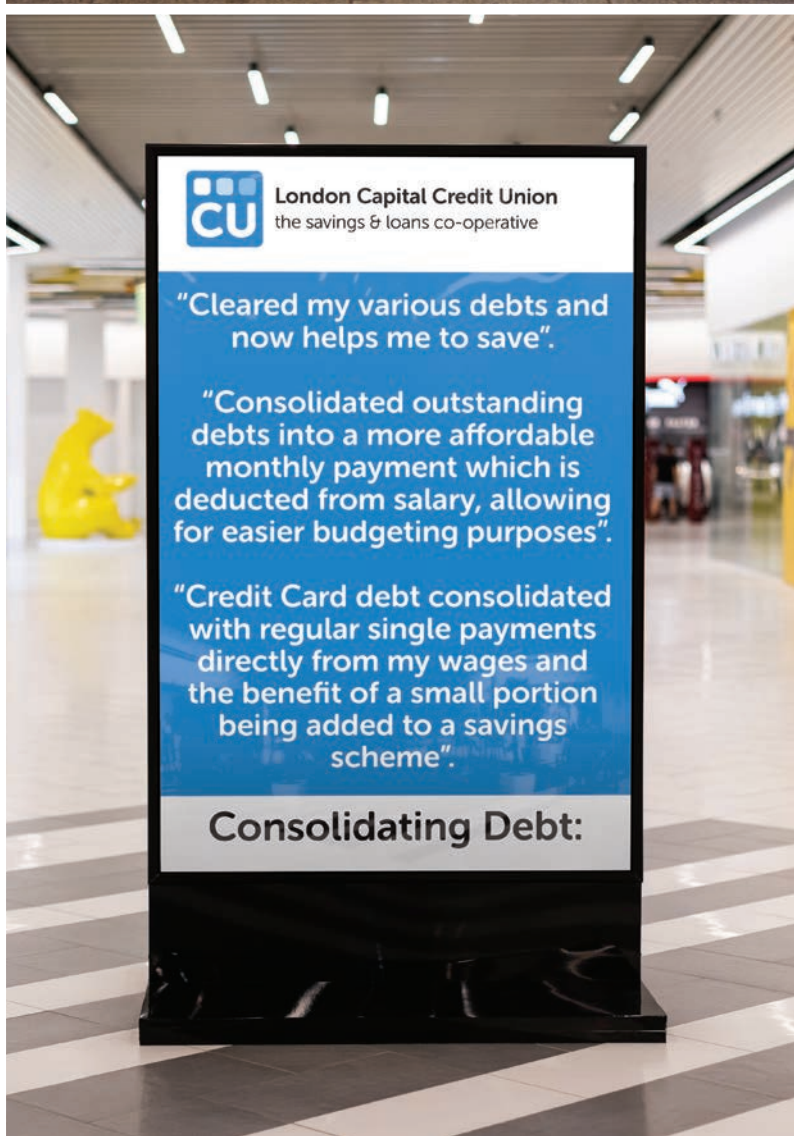 CU
London Capital Credit Union
the savings & loans co-operative
"Cleared my various debts and
now helps me to save".
"Consolidated outstanding
debts into a more affordable
monthly payment which is
deducted from salary, allowing
for easier budgeting purposes".
"Credit Card debt consolidated
with regular single payments
directly from my wages and
the benefit of a small portion
being added to a savings
scheme".
Consolidating Debt: